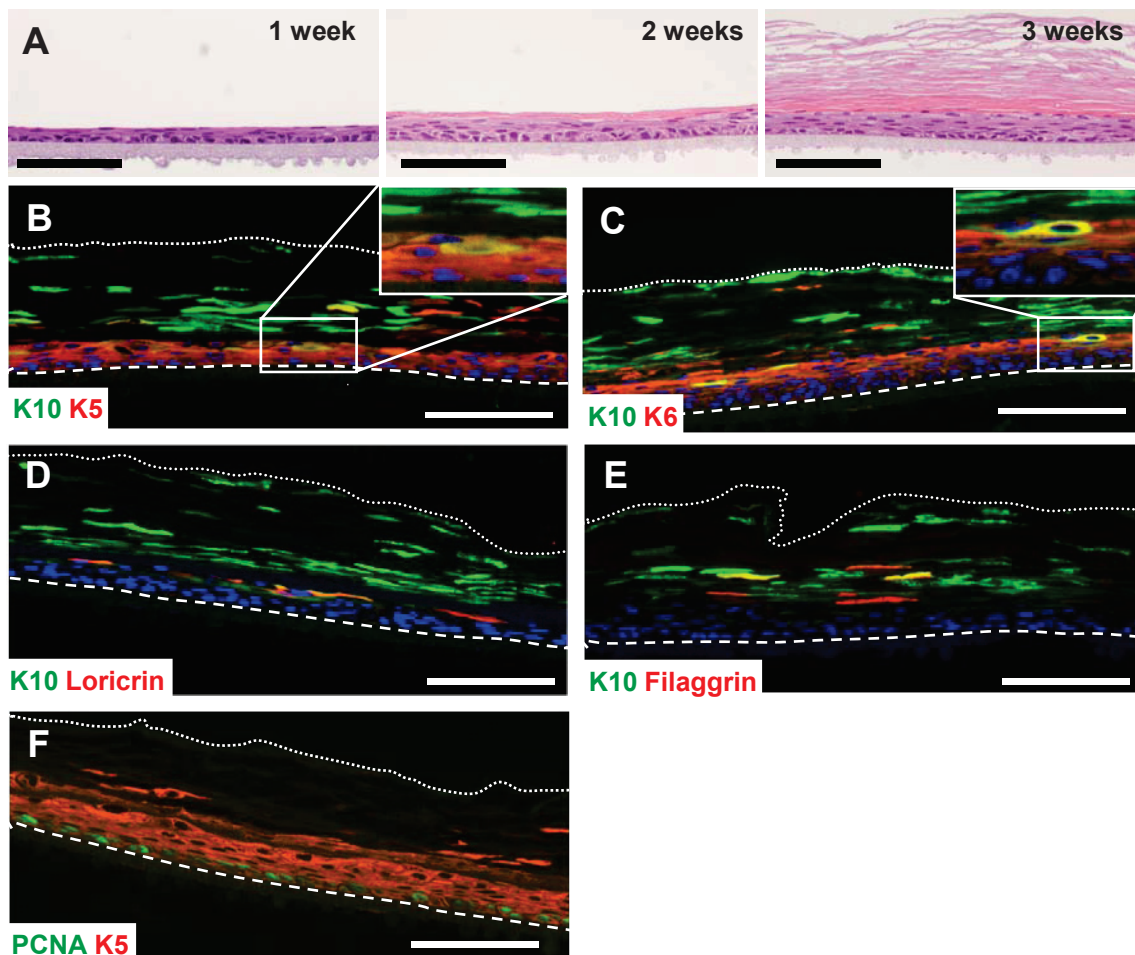 A
1 week
2 weeks
3 weeks
B
K10 K5
C
K10 K6
D
K10 Loricrin
E
K10 Filaggrin
F
PCNA K5